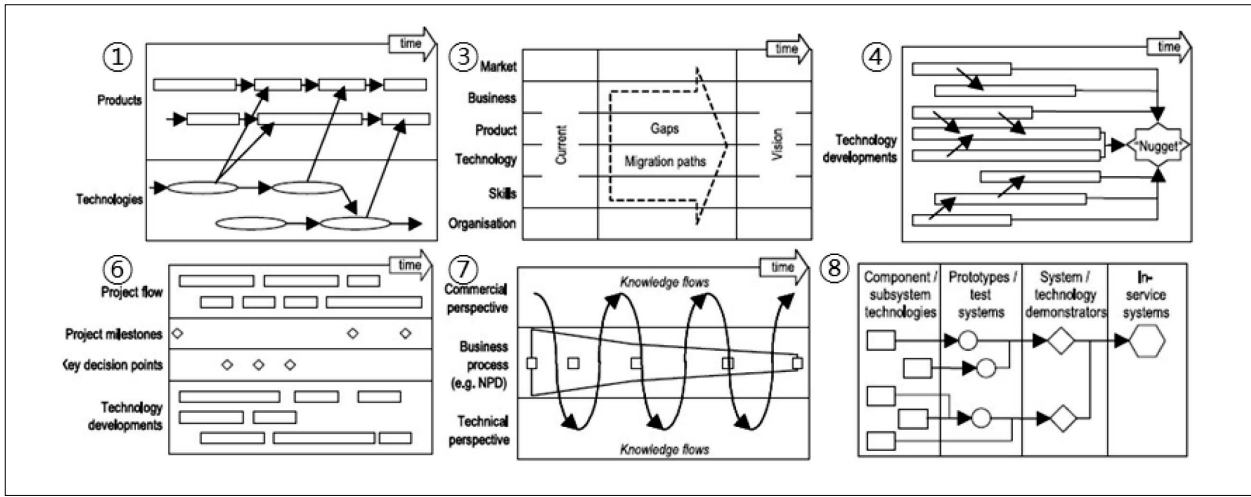 ①
time
Products
Technologies
③
time
Market
Business
Product
Technology
Skills
Organisation
Current
Gaps
Migration paths
Vision
④
time
Technology
developments
"Nugget"
⑥
time
Project flow
Project milestones
Key decision points
Technology
developments
⑦
time
Knowledge flows
Commercial
perspective
Business
process
(e.g. NPD)
Technical
perspective
Knowledge flows
⑧
Component /
subsystem
technologies
Prototypes /
test
systems
System /
technology
demonstrators
In-
service
systems